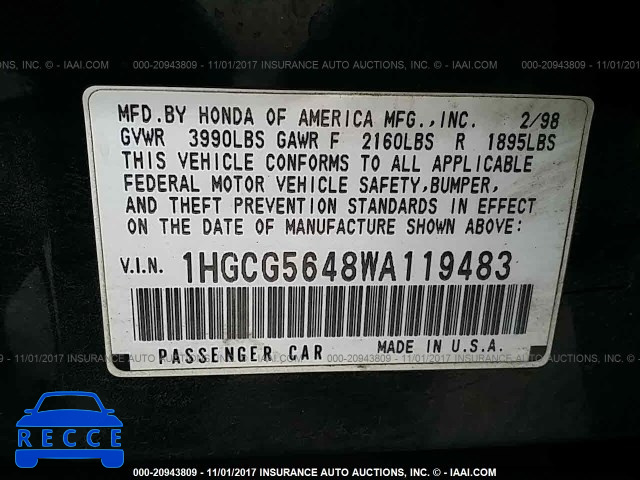 INSURANCE AUTO AUCTIONS, INC. - © IAAI.COM 000-20943809 - 11/01/2017 INSURANCE AUTO AUCTIONS, INC. - © IAAI.COM 000-20943809 - 11/01/2017
MFD.BY HONDA OF AMERICA MFG.,INC. 2/98
GVWR 3990LBS GAWR F 2160LBS R 1895LBS
THIS VEHICLE CONFORMS TO ALL APPLICABLE
FEDERAL MOTOR VEHICLE SAFETY,BUMPER,
AND THEFT PREVENTION STANDARDS IN EFFECT
ON THE DATE OF MANUFACTURE SHOWN ABOVE:
V.I.N. 1HGCG5648WA119483
PASSENGER CAR MADE IN U.S.A.
RECCE
000-20943809 - 11/01/2017 INSURANCE AUTO AUCTIONS, INC. - © IAAI.COM